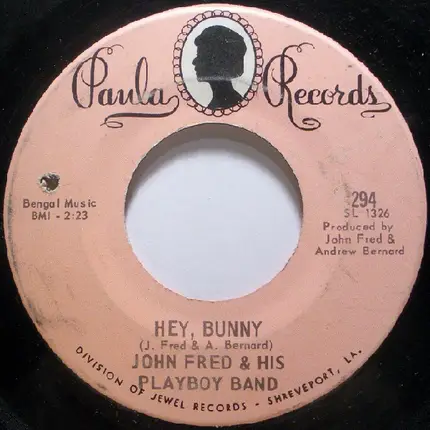 Paula Records
Bengal Music
BMI - 2:23
294
SL 1326
Produced by
John Fred &
Andrew Bernard
HEY, BUNNY
(J. Fred & A. Bernard)
JOHN FRED & HIS
PLAYBOY BAND
DIVISION OF JEWEL RECORDS - SHREVEPORT, LA.